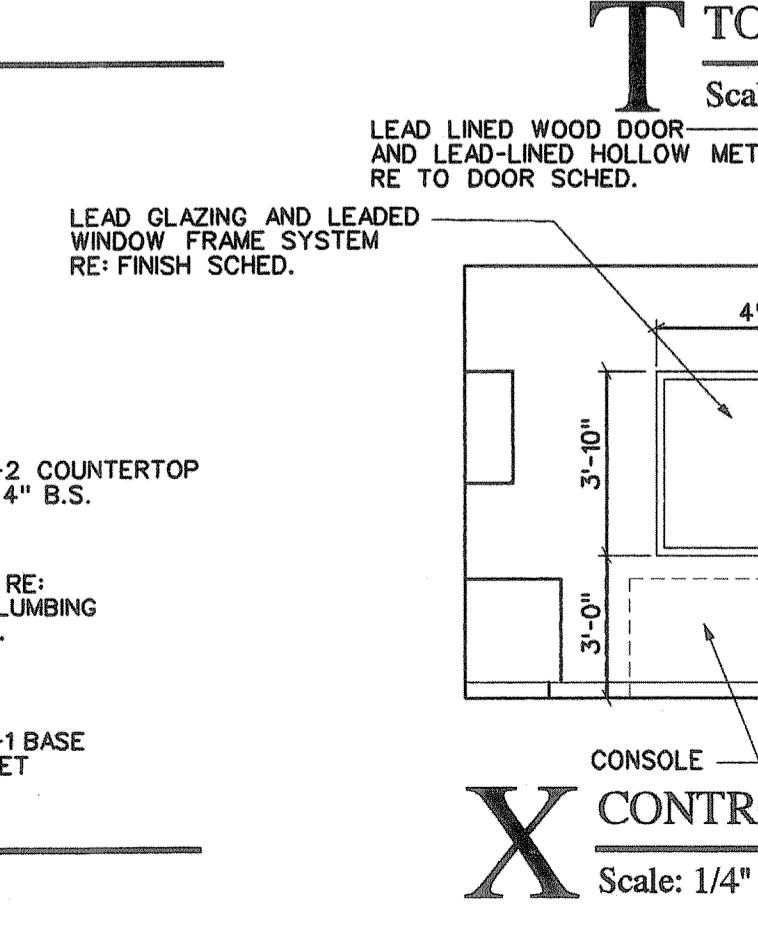 T TO
Scal
LEAD LINED WOOD DOOR
AND LEAD-LINED HOLLOW MET
RE TO DOOR SCHED.
LEAD GLAZING AND LEADED
WINDOW FRAME SYSTEM
RE: FINISH SCHED.
4'
3'-10"
3'-0"
-2 COUNTERTOP
4" B.S.
RE:
LUMBING
.
-1 BASE
ET
CONSOLE
X CONTR
Scale: 1/4"